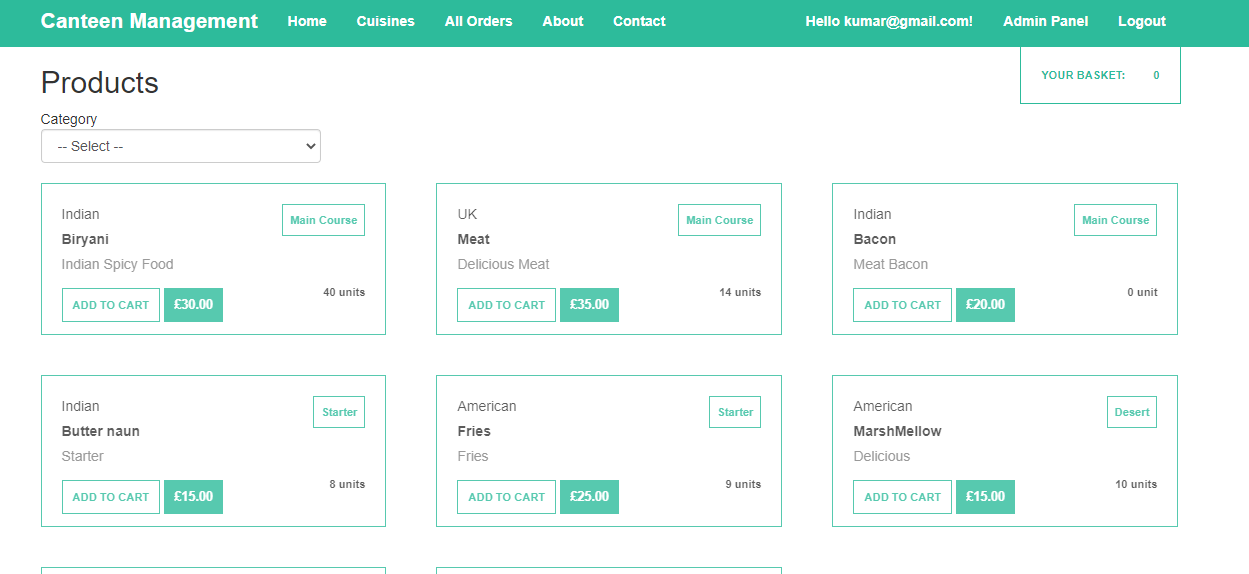 Canteen Management Home Cuisines All Orders About Contact Hello kumar@gmail.com! Admin Panel Logout
YOUR BASKET: 0
Products
Category
-- Select --
Indian Main Course
Biryani
Indian Spicy Food
ADD TO CART £30.00 40 units
UK Main Course
Meat
Delicious Meat
ADD TO CART £35.00 14 units
Indian Main Course
Bacon
Meat Bacon
ADD TO CART £20.00 0 unit
Indian Starter
Butter naun
Starter
ADD TO CART £15.00 8 units
American Starter
Fries
Fries
ADD TO CART £25.00 9 units
American Desert
MarshMellow
Delicious
ADD TO CART £15.00 10 units